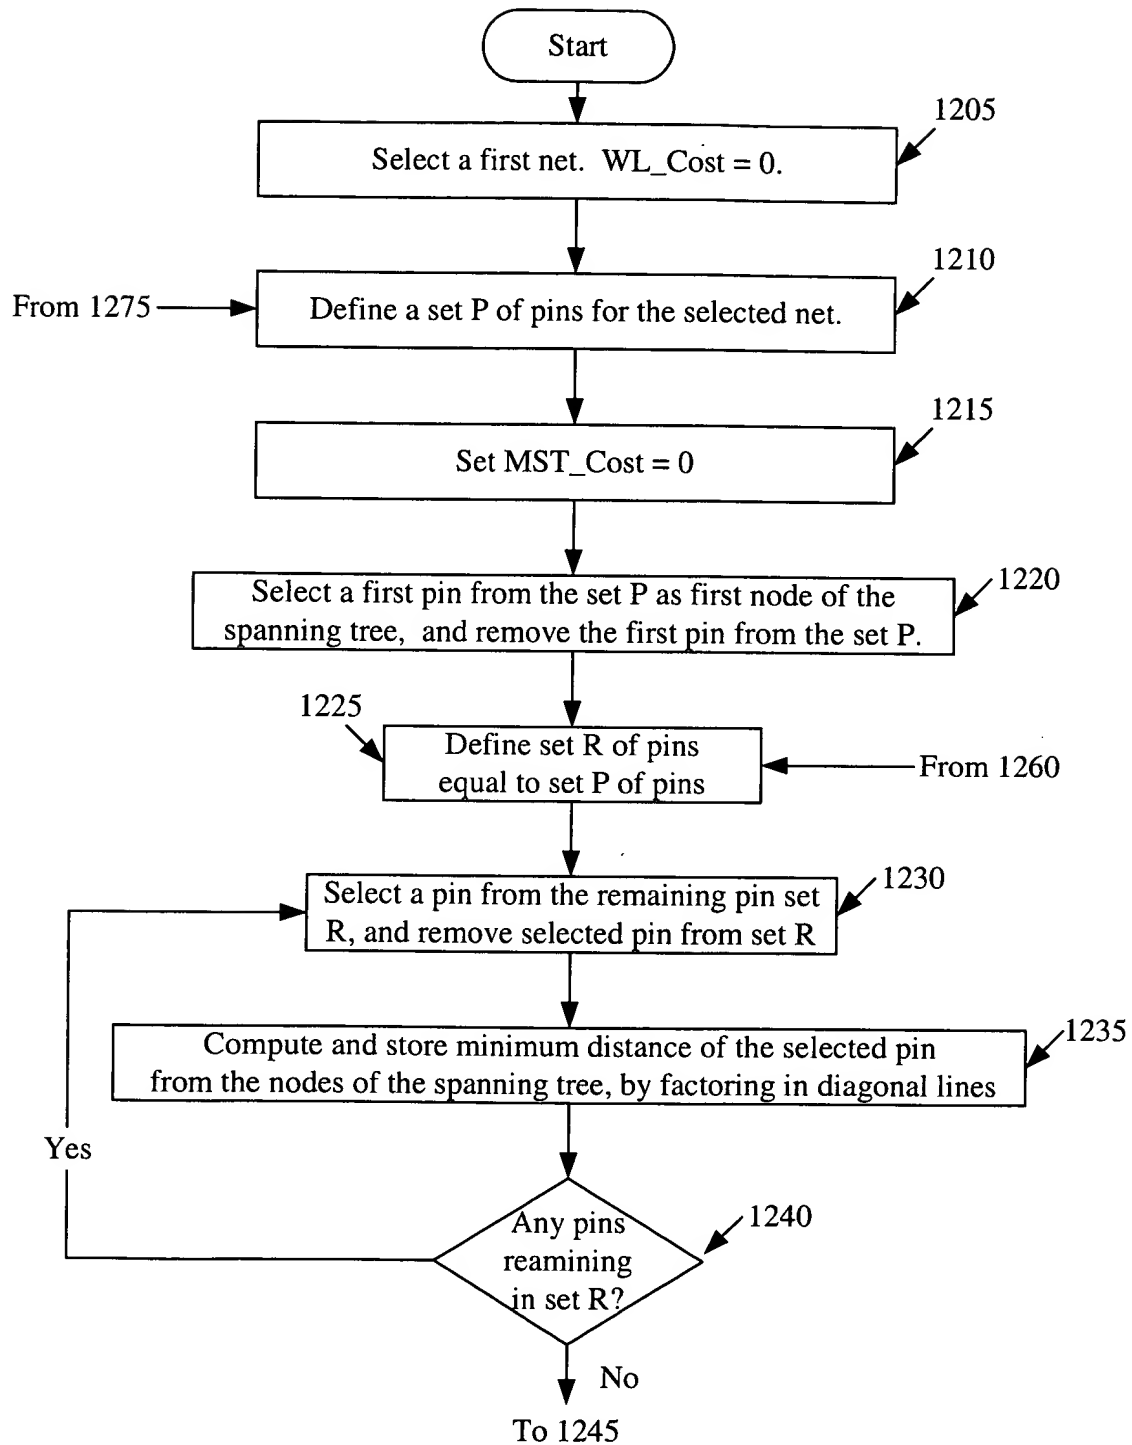 Start
1205
Select a first net. WL_Cost = 0.
1210
From 1275
Define a set P of pins for the selected net.
1215
Set MST_Cost = 0
1220
Select a first pin from the set P as first node of the
spanning tree, and remove the first pin from the set P.
1225
Define set R of pins
equal to set P of pins
From 1260
1230
Select a pin from the remaining pin set
R, and remove selected pin from set R
1235
Compute and store minimum distance of the selected pin
from the nodes of the spanning tree, by factoring in diagonal lines
Yes
1240
Any pins
reamining
in set R?
No
To 1245